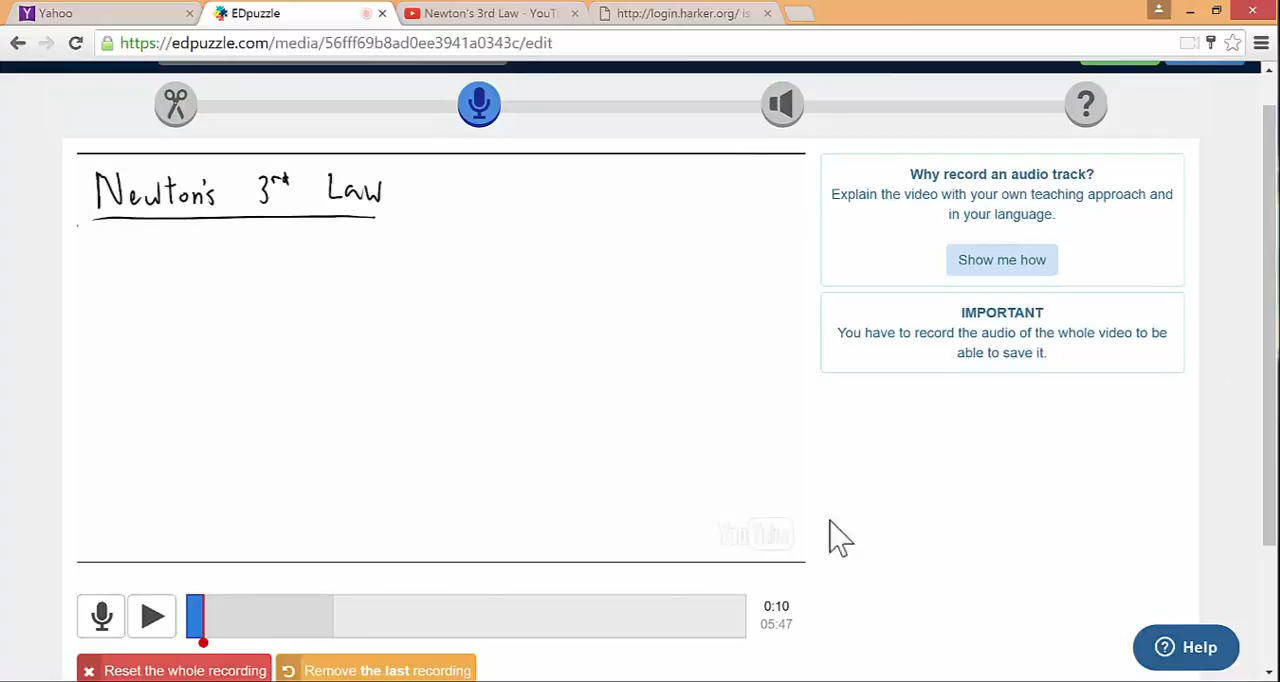 Yahoo
EDpuzzle
Newton's 3rd Law - YouT
http://login.harker.org/ is
https://edpuzzle.com/media/56fff69b8ad0ee3941a0343c/edit
?
Newton's 3rd Law
Why record an audio track?
Explain the video with your own teaching approach and
in your language.
Show me how
IMPORTANT
You have to record the audio of the whole video to be
able to save it.
YouTube
0:10
05:47
Reset the whole recording
Remove the last recording
? Help